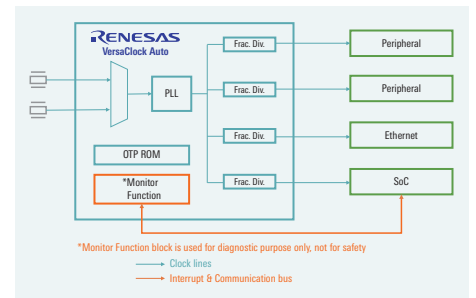 RENESAS
VersaClock Auto
PLL
OTP ROM
*Monitor
Function
Frac. Div.
Frac. Div.
Frac. Div.
Frac. Div.
Peripheral
Peripheral
Ethernet
SoC
*Monitor Function block is used for diagnostic purpose only, not for safety
Clock lines
Interrupt & Communication bus